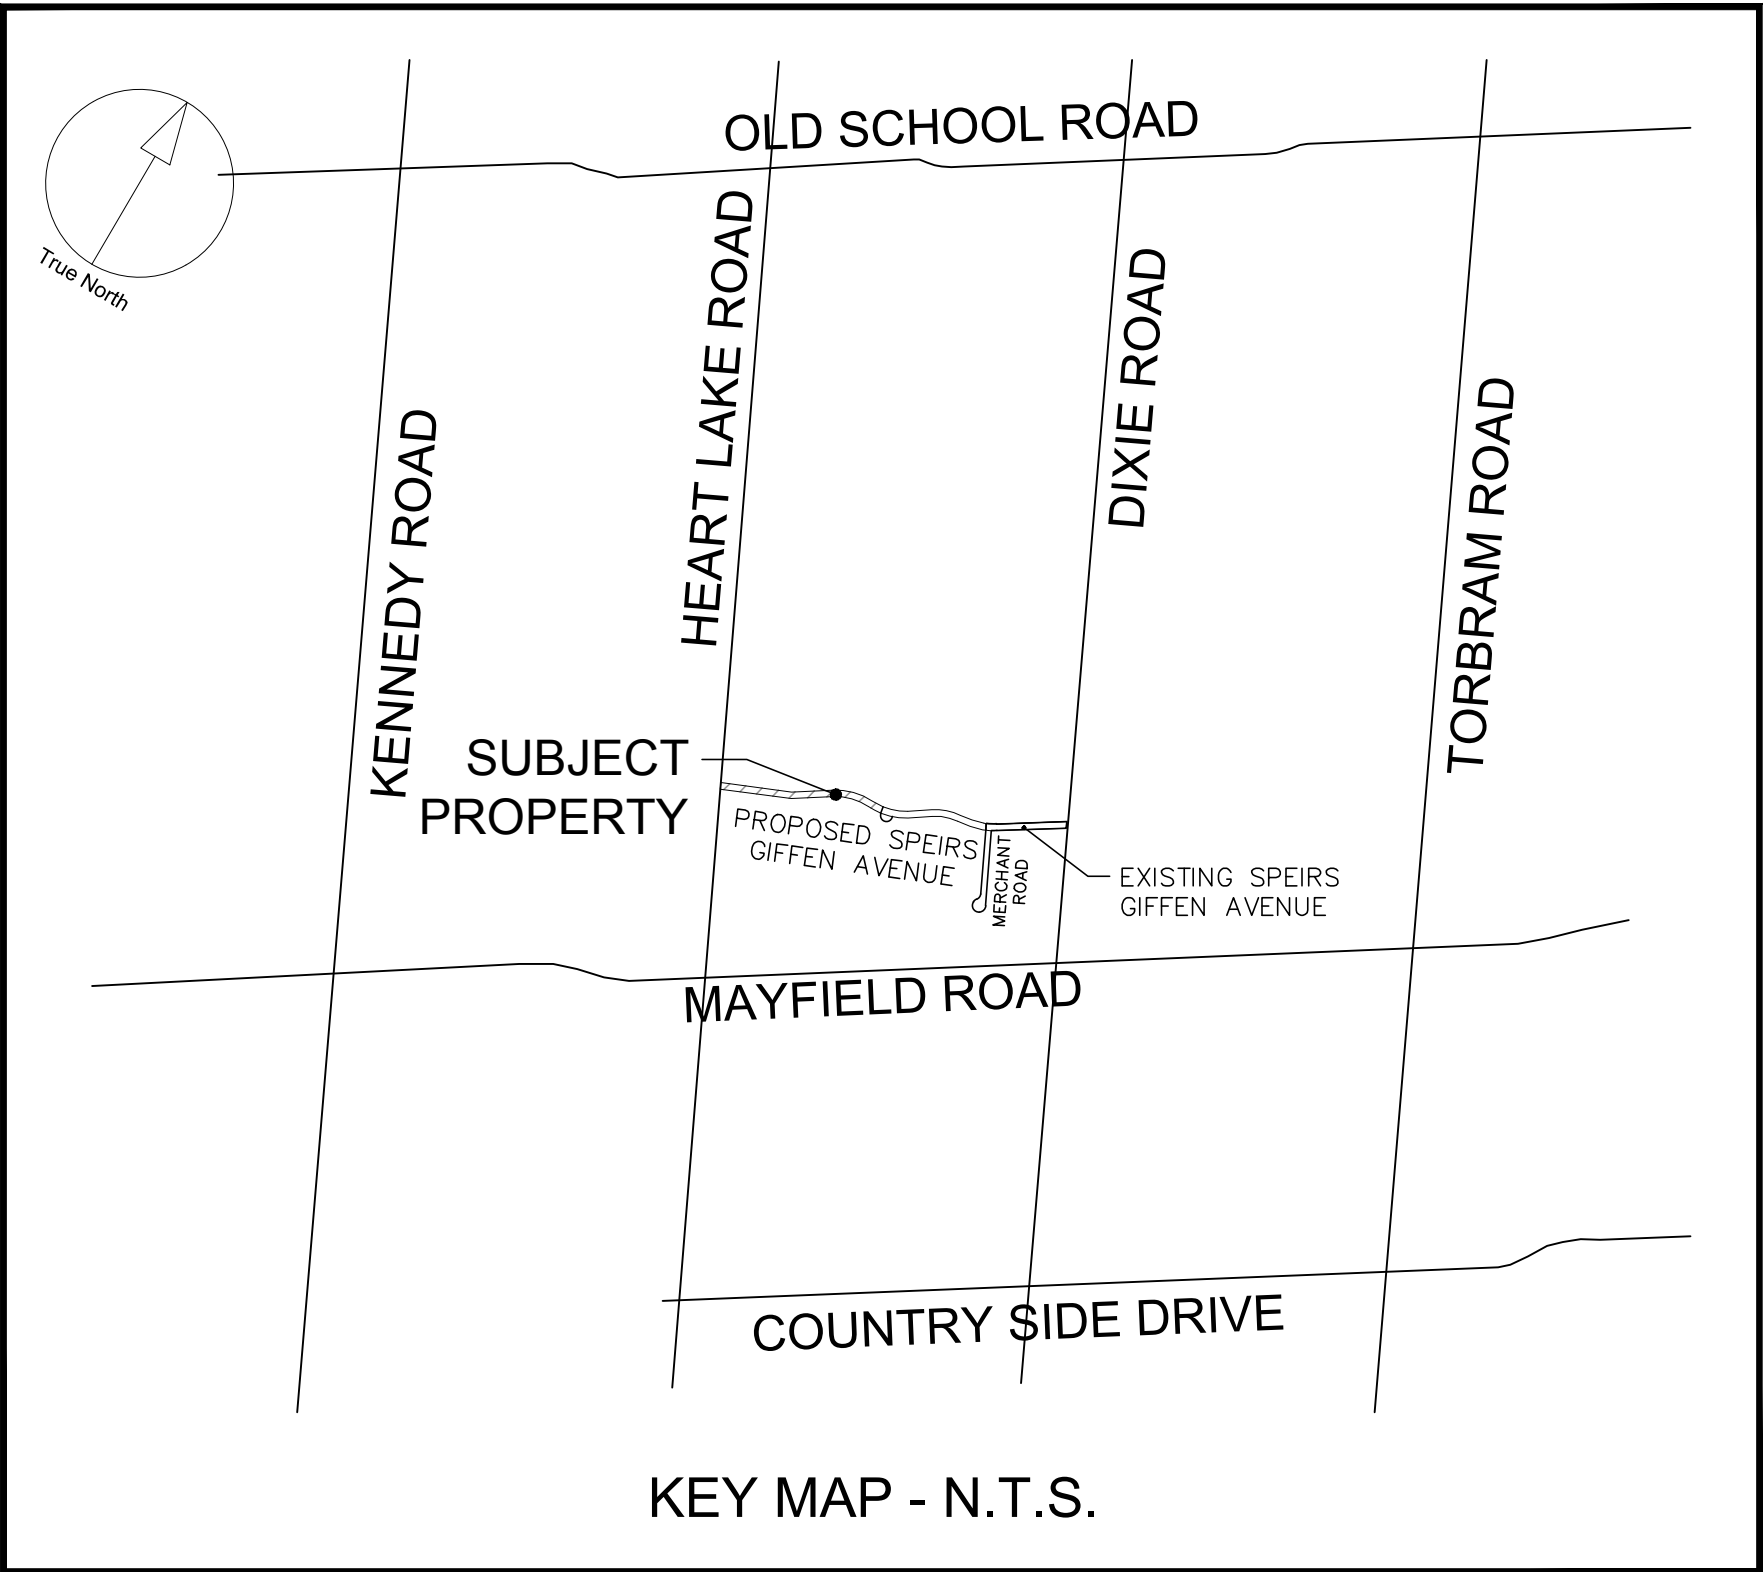 OLD SCHOOL ROAD
True North
HEART LAKE ROAD
DIXIE ROAD
KENNEDY ROAD
TORBRAM ROAD
SUBJECT
PROPERTY
PROPOSED SPEIRS
GIFFEN AVENUE
MERCHANT
ROAD
EXISTING SPEIRS
GIFFEN AVENUE
MAYFIELD ROAD
COUNTRY SIDE DRIVE
KEY MAP - N.T.S.